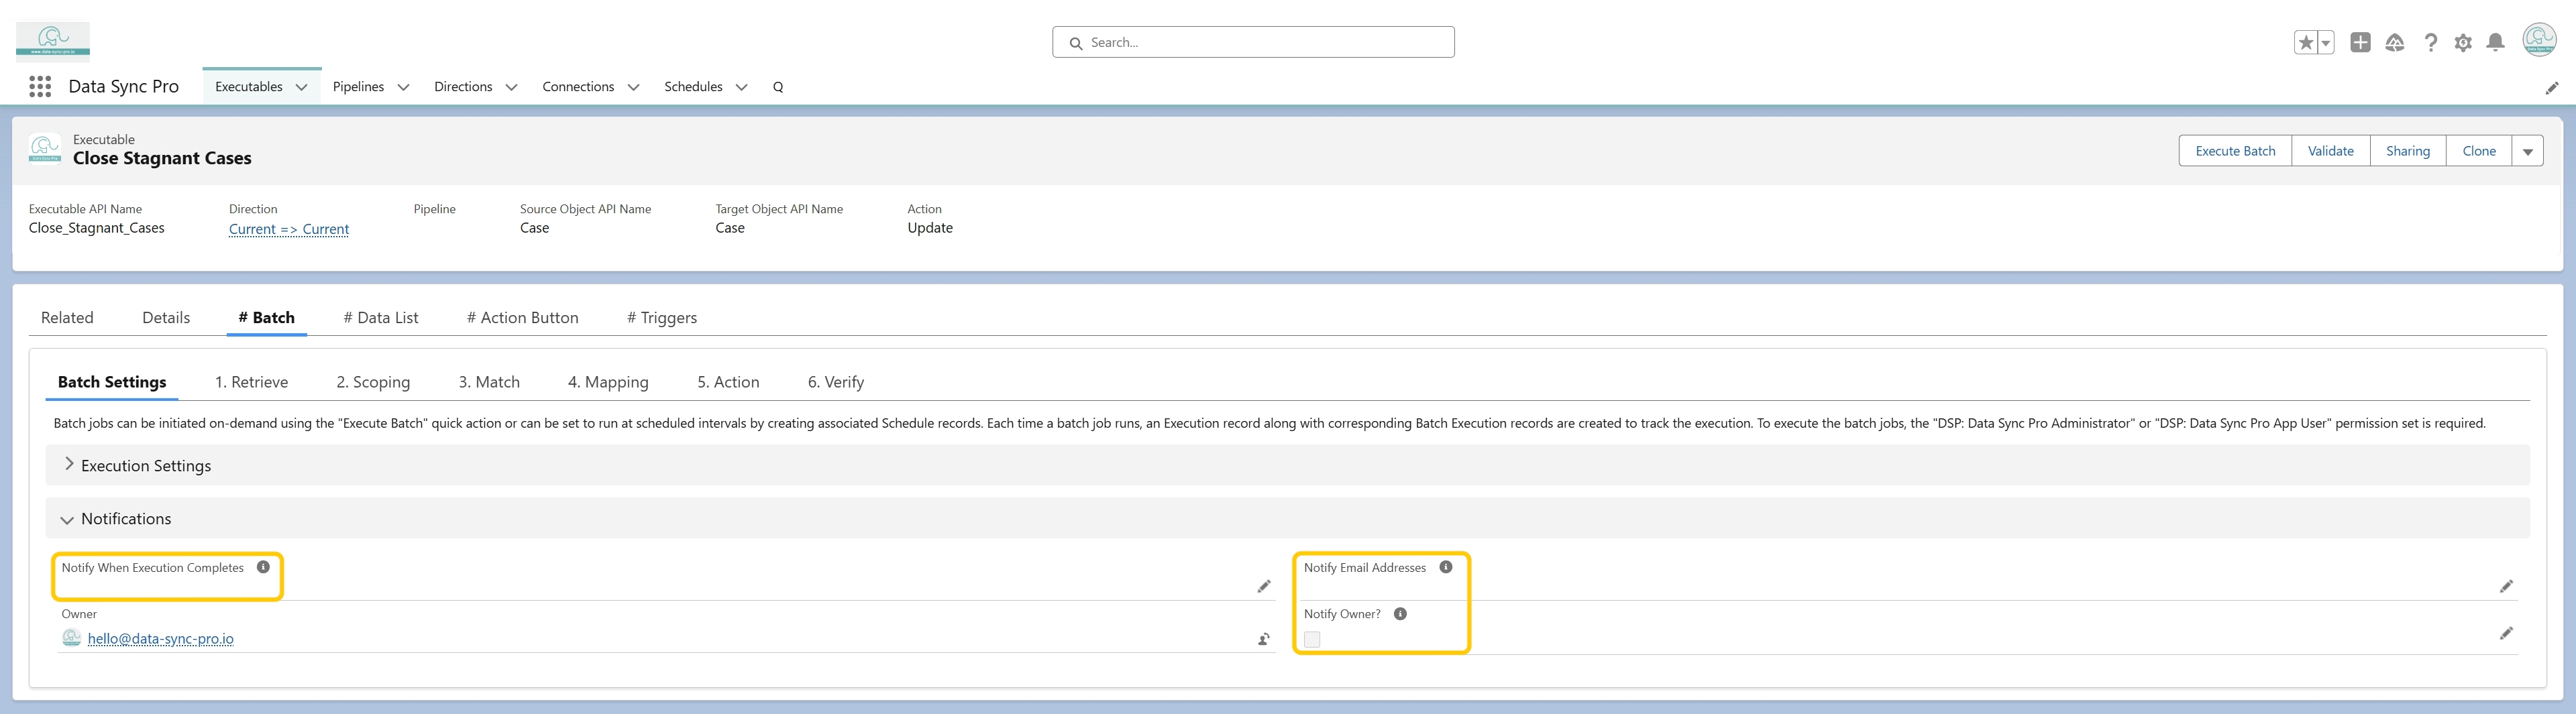 www.data-sync-pro.io
Search...
Data Sync Pro
Executables
Pipelines
Directions
Connections
Schedules
Q
Executable
Close Stagnant Cases
Execute Batch
Validate
Sharing
Clone
Executable API Name
Direction
Pipeline
Source Object API Name
Target Object API Name
Action
Close_Stagnant_Cases
Current => Current
Case
Case
Update
Related
Details
# Batch
# Data List
# Action Button
# Triggers
Batch Settings
1. Retrieve
2. Scoping
3. Match
4. Mapping
5. Action
6. Verify
Batch jobs can be initiated on-demand using the "Execute Batch" quick action or can be set to run at scheduled intervals by creating associated Schedule records. Each time a batch job runs, an Execution record along with corresponding Batch Execution records are created to track the execution. To execute the batch jobs, the "DSP: Data Sync Pro Administrator" or "DSP: Data Sync Pro App User" permission set is required.
Execution Settings
Notifications
Notify When Execution Completes
Notify Email Addresses
Owner
Notify Owner?
hello@data-sync-pro.io